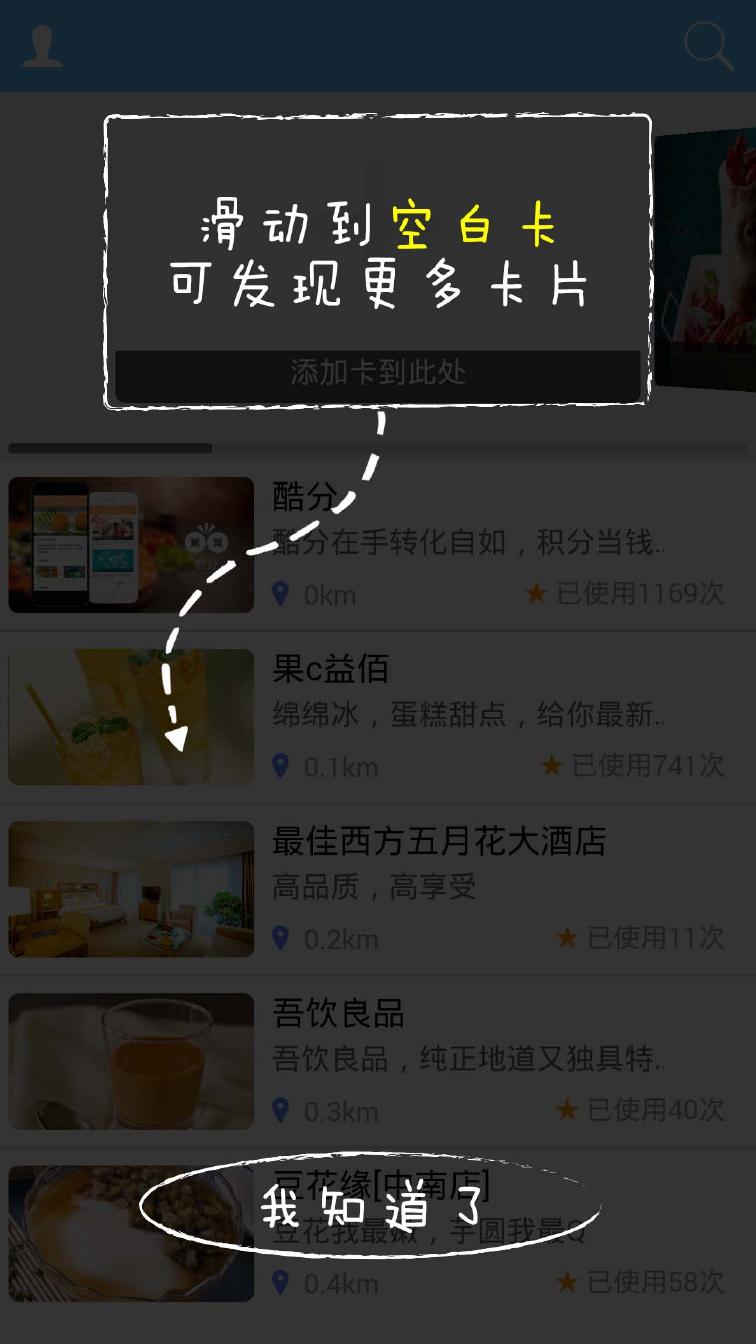 滑动到空白卡
可发现更多卡片
添加卡到此处
酷分
酷分在手转化自如，积分当钱..
0km
已使用1169次
果c益佰
绵绵冰，蛋糕甜点，给你最新..
0.1km
已使用741次
最佳西方五月花大酒店
高品质，高享受
0.2km
已使用11次
吾饮良品
吾饮良品，纯正地道又独具特..
0.3km
已使用40次
豆花缘[中南店]
我知道了
豆花我最嫩，芋圆我最Q
0.4km
已使用58次